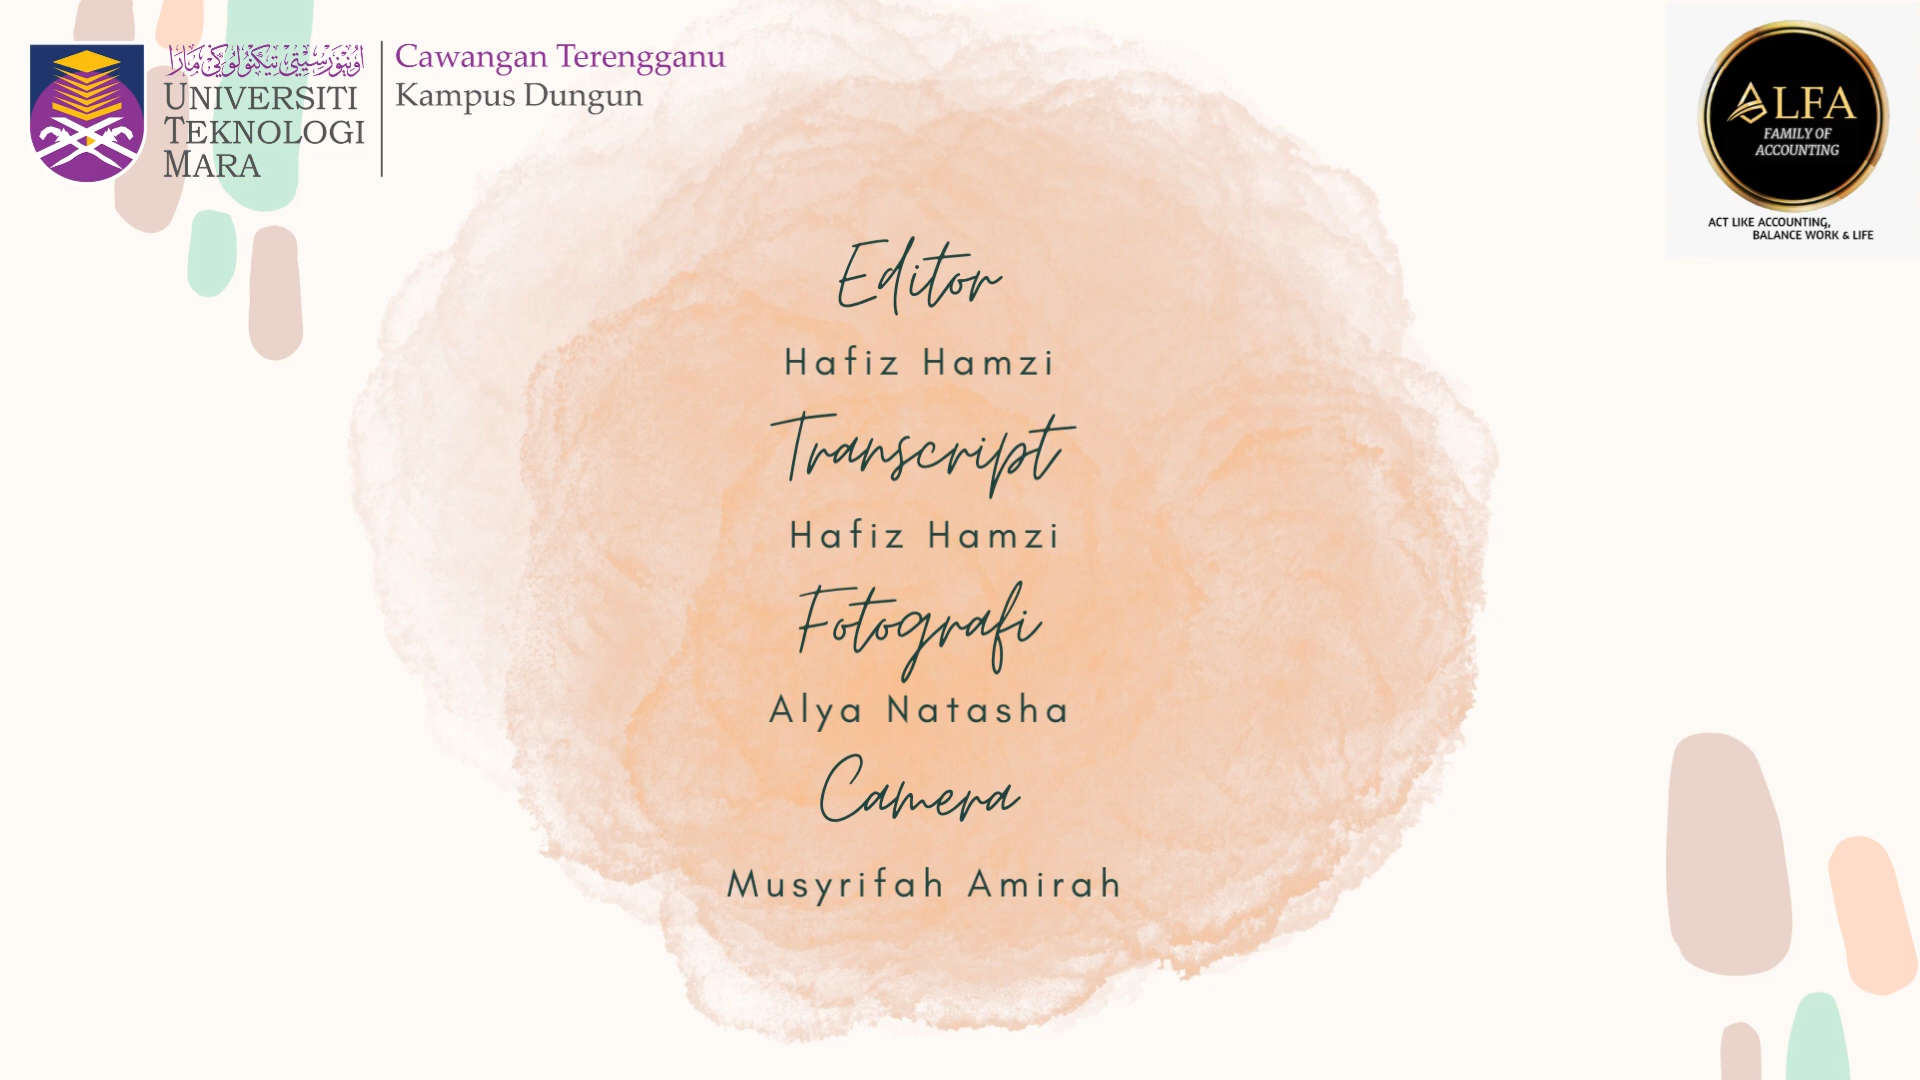 اونيۏرسيتي تيکنولوڬي مارا
UNIVERSITI
TEKNOLOGI
MARA
Cawangan Terengganu
Kampus Dungun
ALFA
FAMILY OF
ACCOUNTING
ACT LIKE ACCOUNTING,
BALANCE WORK & LIFE
Editor
Hafiz Hamzi
Transcript
Hafiz Hamzi
Fotografi
Alya Natasha
Camera
Musyrifah Amirah